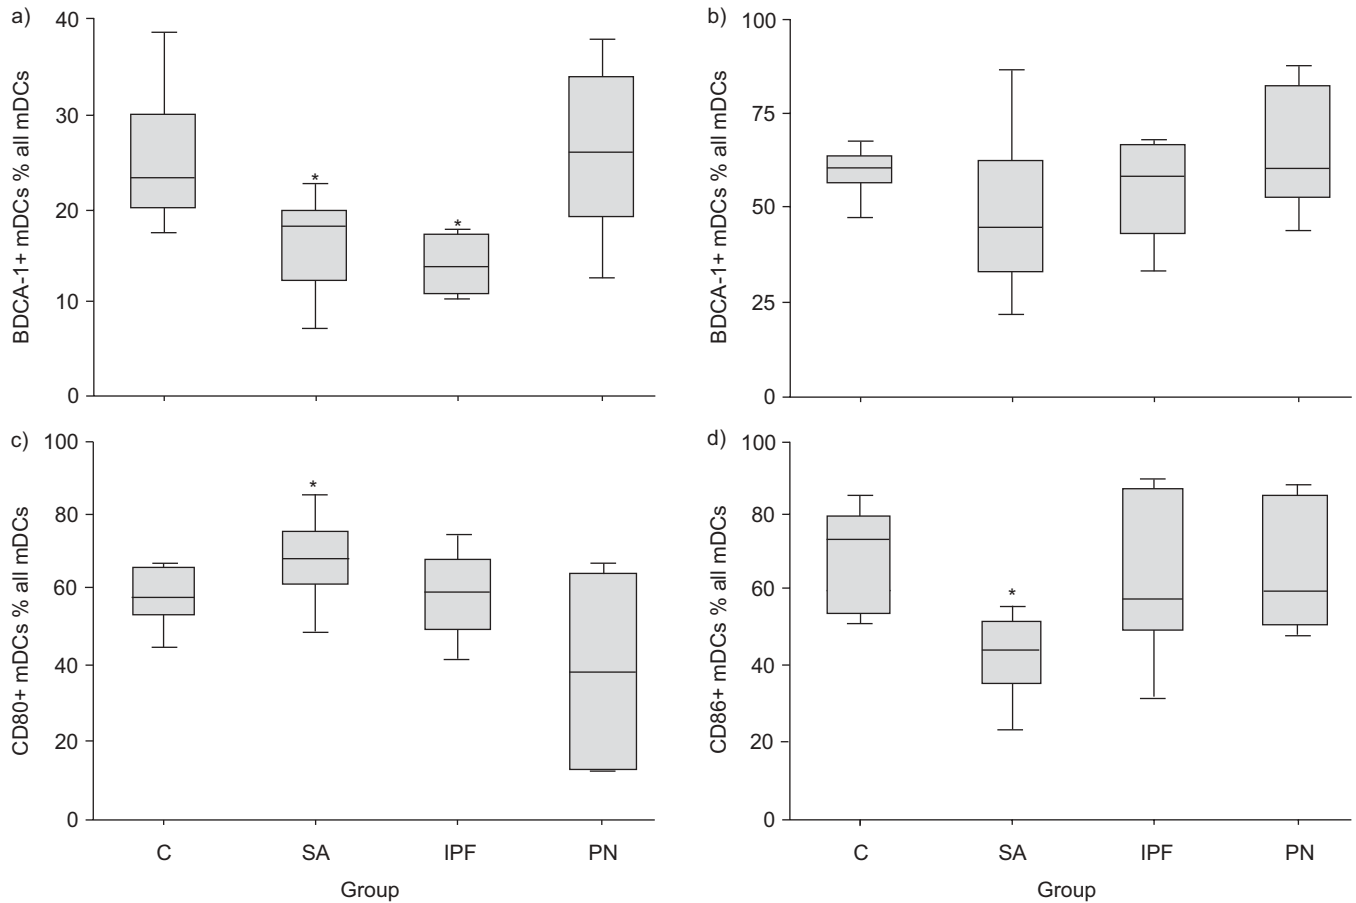 a)
BDCA-1+ mDCs % all mDCs
40
30
20
10
0
*
*
b)
BDCA-1+ mDCs % all mDCs
100
75
50
25
0
c)
CD80+ mDCs % all mDCs
100
80
60
40
20
0
*
C SA IPF PN
Group
d)
CD86+ mDCs % all mDCs
100
80
60
40
20
0
*
C SA IPF PN
Group